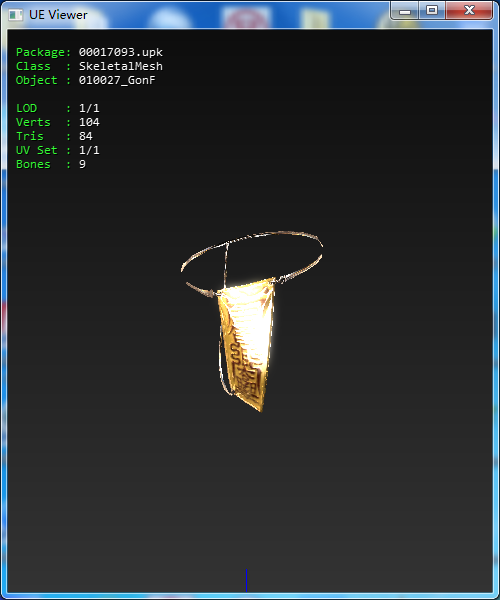 UE Viewer
Package: 00017093.upk
Class : SkeletalMesh
Object : 010027_GonF
LOD : 1/1
Verts : 104
Tris : 84
UV Set : 1/1
Bones : 9